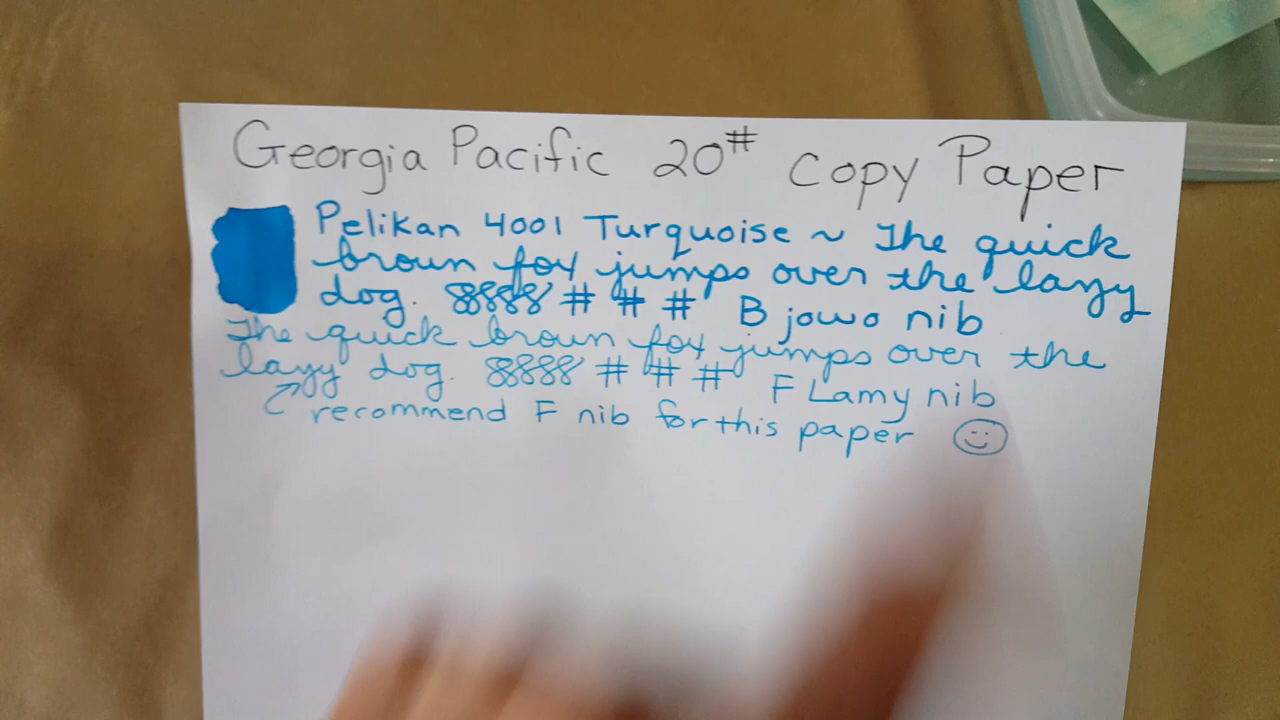 Georgia Pacific 20# Copy Paper
Pelikan 4001 Turquoise ~ The quick
brown fox jumps over the lazy
dog. 8888 # # # B jowo nib
The quick brown fox jumps over the
lazy dog. 8888 # # # F Lamy nib
recommend F nib for this paper